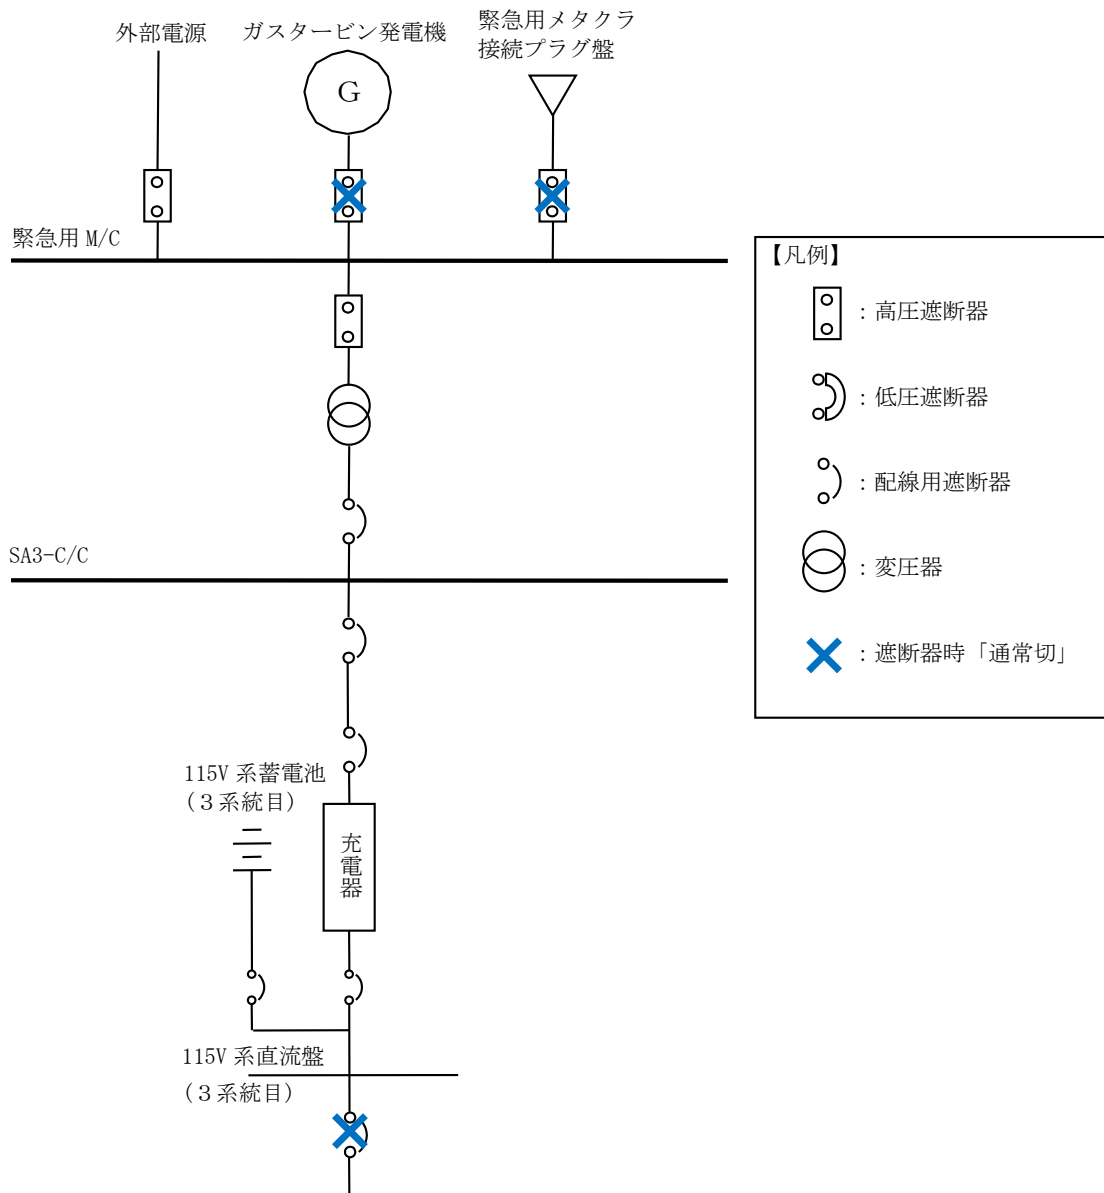 外部電源
ガスタービン発電機
緊急用メタクラ
接続プラグ盤
G
緊急用 M/C
【凡例】
：高圧遮断器
：低圧遮断器
：配線用遮断器
：変圧器
：遮断器時「通常切」
SA3-C/C
115V 系蓄電池
（３系統目）
充電器
115V 系直流盤
（３系統目）